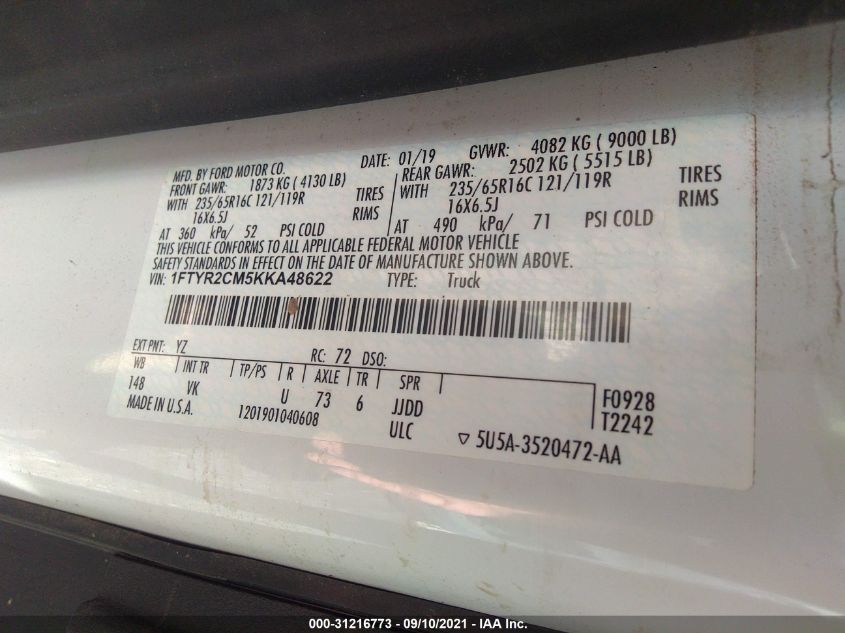 MFD. BY FORD MOTOR CO. DATE: 01/19 GVWR: 4082 KG ( 9000 LB)
FRONT GAWR: 1873 KG ( 4130 LB) REAR GAWR: 2502 KG ( 5515 LB)
WITH 235/65R16C 121/119R TIRES WITH 235/65R16C 121/119R TIRES
16X6.5J RIMS 16X6.5J RIMS
AT 360 kPa/ 52 PSI COLD AT 490 kPa/ 71 PSI COLD
THIS VEHICLE CONFORMS TO ALL APPLICABLE FEDERAL MOTOR VEHICLE
SAFETY STANDARDS IN EFFECT ON THE DATE OF MANUFACTURE SHOWN ABOVE.
VIN: 1FTYR2CM5KKA48622 TYPE: Truck
EXT PNT: YZ RC: 72 DSO:
WB INT TR TP/PS R AXLE TR SPR
148 VK U 73 6 JJDD F0928
MADE IN U.S.A. 1201901040608 ULC T2242
5U5A-3520472-AA
000-31216773 - 09/10/2021 - IAA Inc.